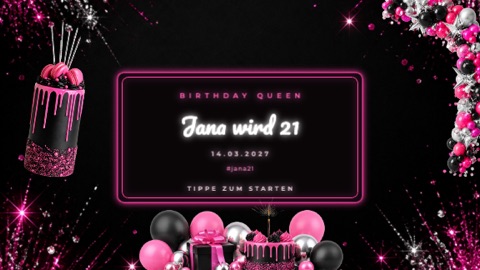 BIRTHDAY QUEEN
Jana wird 21
14.03.2027
#jana21
TIPPE ZUM STARTEN